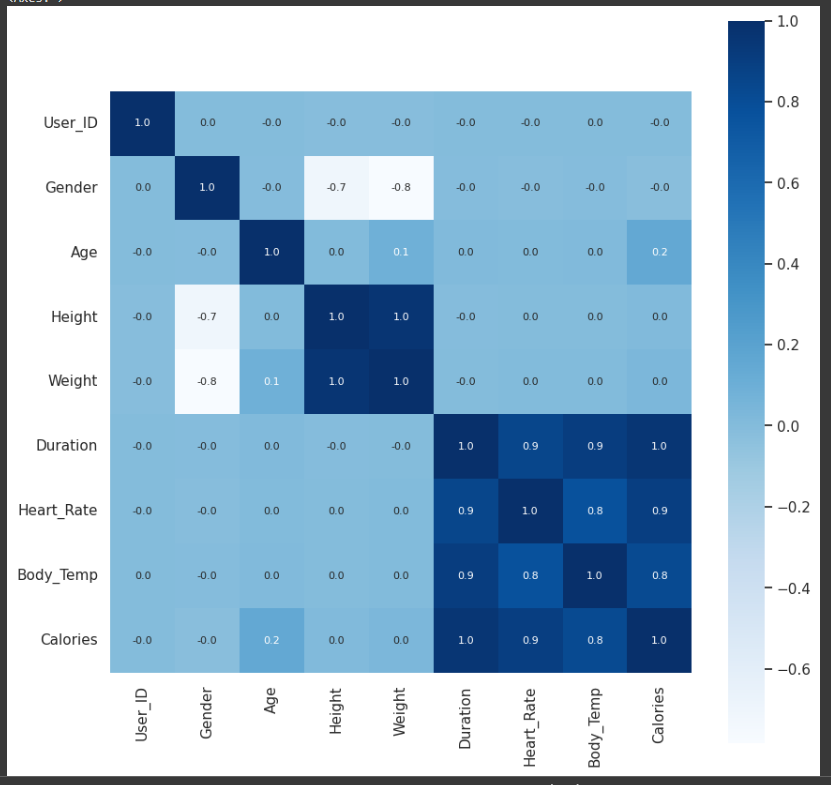 1.0
User_ID 1.0 0.0 -0.0 -0.0 -0.0 -0.0 -0.0 0.0 -0.0
0.8
Gender 0.0 1.0 -0.0 -0.7 -0.8 -0.0 -0.0 -0.0 -0.0
0.6
Age -0.0 -0.0 1.0 0.0 0.1 0.0 0.0 0.0 0.2
0.4
Height -0.0 -0.7 0.0 1.0 1.0 -0.0 0.0 0.0 0.0
0.2
Weight -0.0 -0.8 0.1 1.0 1.0 -0.0 0.0 0.0 0.0
0.0
Duration -0.0 -0.0 0.0 -0.0 -0.0 1.0 0.9 0.9 1.0
−0.2
Heart_Rate -0.0 -0.0 0.0 0.0 0.0 0.9 1.0 0.8 0.9
Body_Temp 0.0 -0.0 0.0 0.0 0.0 0.9 0.8 1.0 0.8
−0.4
Calories -0.0 -0.0 0.2 0.0 0.0 1.0 0.9 0.8 1.0
−0.6
User_ID
Gender
Age
Height
Weight
Duration
Heart_Rate
Body_Temp
Calories